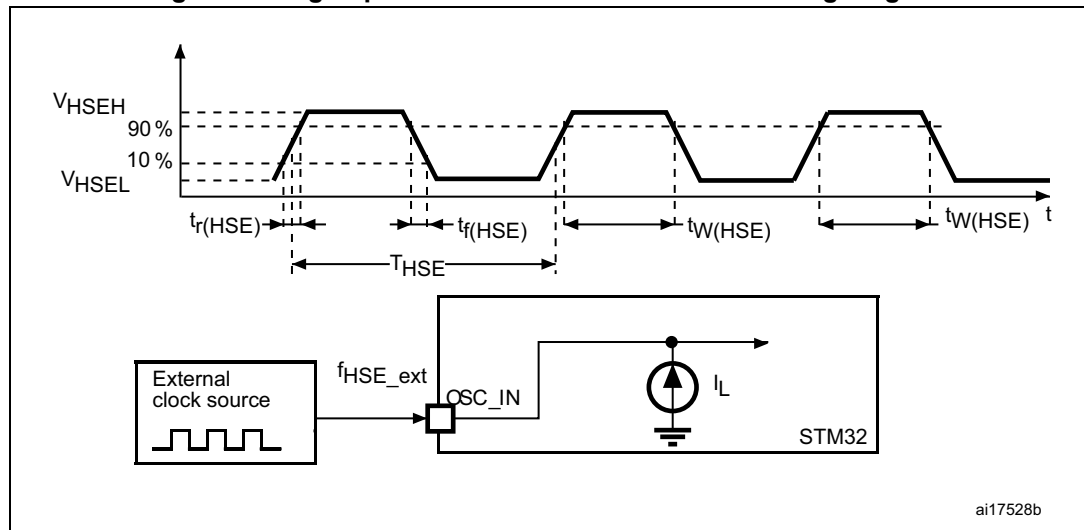 VHSEH
90 %
10 %
VHSEL
tr(HSE)
tf(HSE)
tW(HSE)
tW(HSE)
t
THSE
External
clock source
fHSE_ext
OSC_IN
IL
STM32
ai17528b